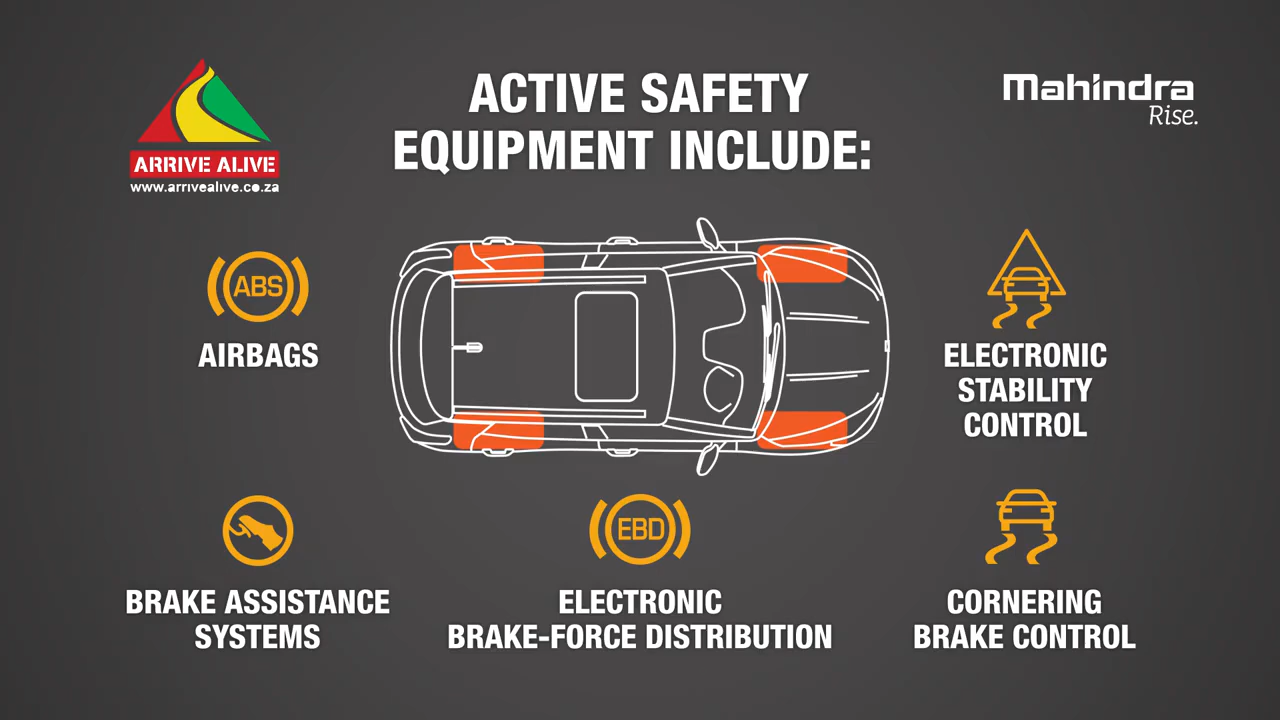 ARRIVE ALIVE
www.arrivealive.co.za
ACTIVE SAFETY
EQUIPMENT INCLUDE:
Mahindra
Rise.
ABS
AIRBAGS
ELECTRONIC
STABILITY
CONTROL
BRAKE ASSISTANCE
SYSTEMS
EBD
ELECTRONIC
BRAKE-FORCE DISTRIBUTION
CORNERING
BRAKE CONTROL